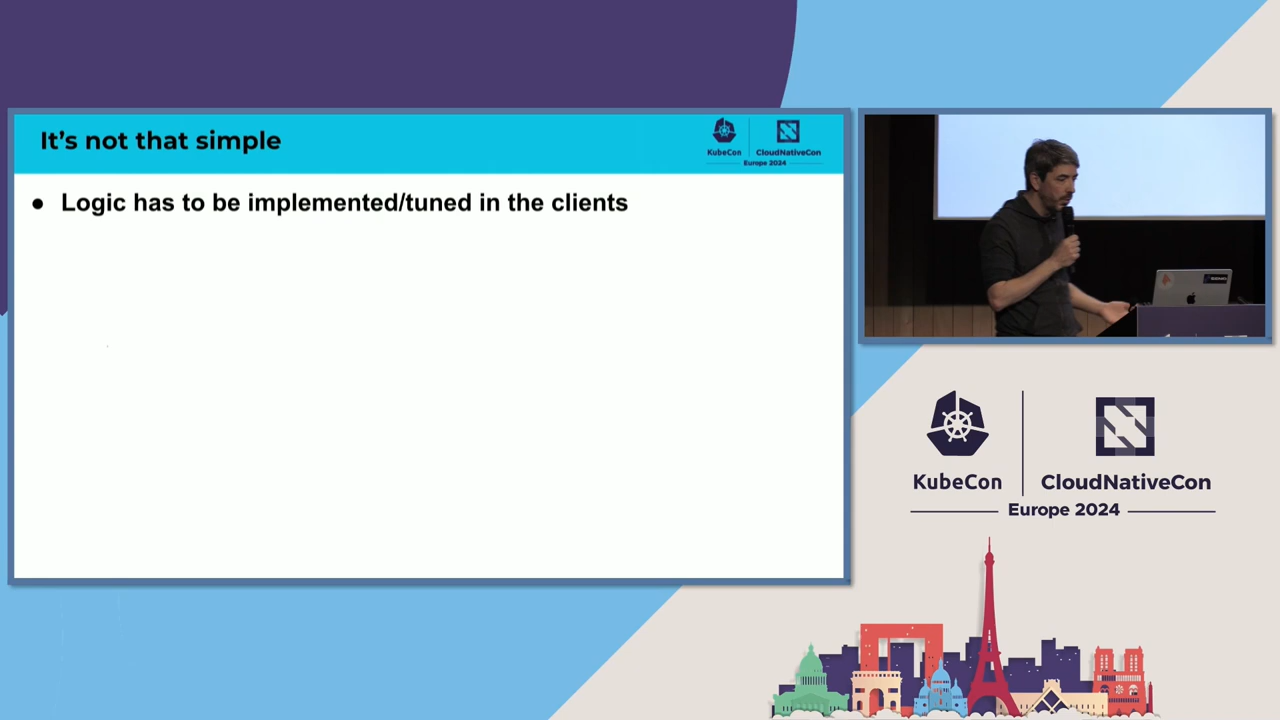 It's not that simple
KubeCon
CloudNativeCon
Europe 2024
● Logic has to be implemented/tuned in the clients
KubeCon
CloudNativeCon
Europe 2024